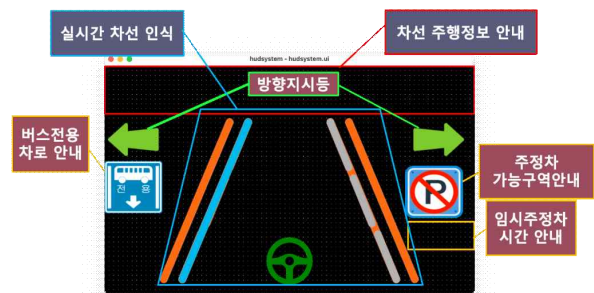 실시간 차선 인식
차선 주행정보 안내
hudsystem - hudsystem.ui
방향지시등
버스전용
차로 안내
전 용
P
주정차
가능구역안내
임시주정차
시간 안내